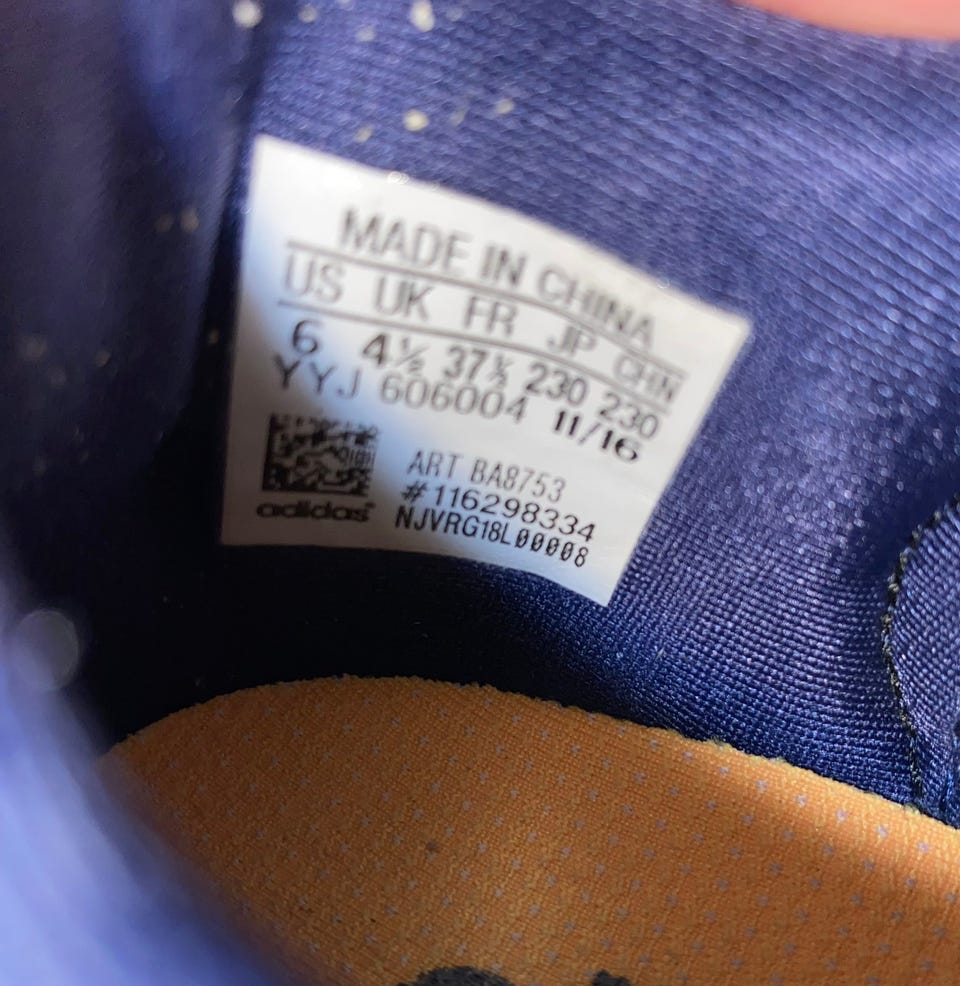 MADE IN CHINA
US UK FR JP CHN
6 4½ 37⅓ 230 230
YYJ 606004 11/16
ART BA8753
#116298334
adidas
NJVRG18L00008